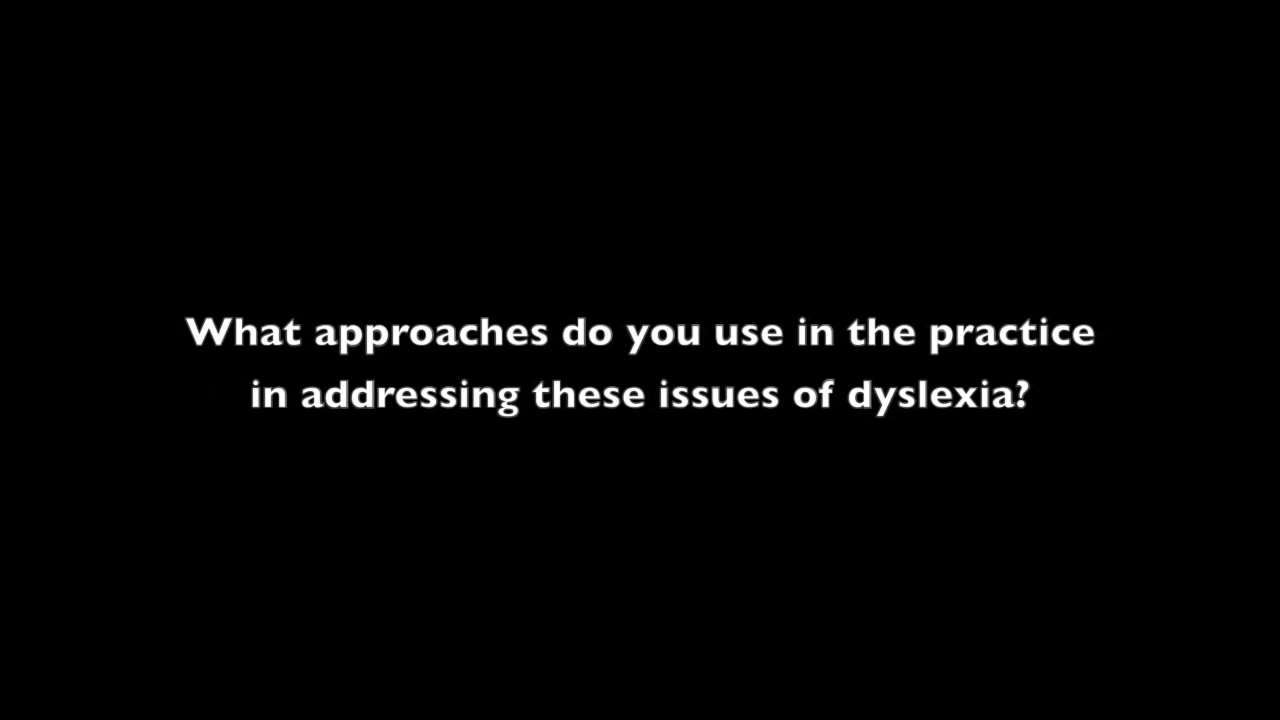 What approaches do you use in the practice
in addressing these issues of dyslexia?